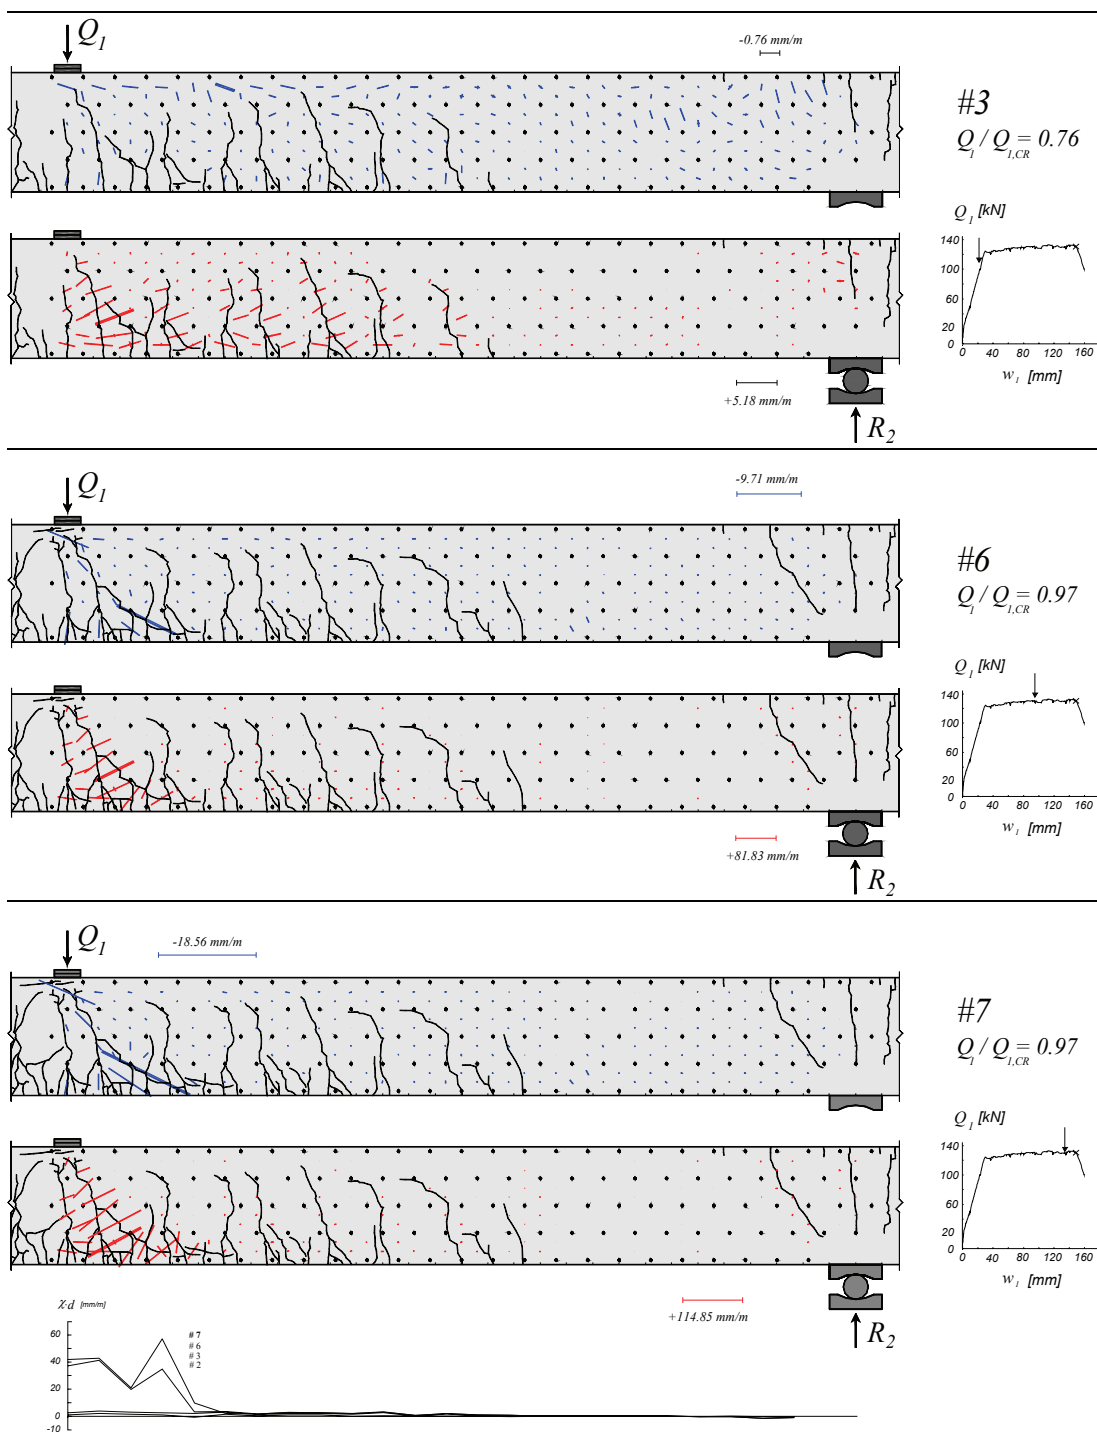 Q1
-0.76 mm/m
#3
Q1 / Q1,CR = 0.76
Q1 [kN]
140
100
60
20
0
0 40 80 120 160
w1 [mm]
+5.18 mm/m
R2
Q1
-9.71 mm/m
#6
Q1 / Q1,CR = 0.97
Q1 [kN]
140
100
60
20
0
0 40 80 120 160
w1 [mm]
+81.83 mm/m
R2
Q1
-18.56 mm/m
#7
Q1 / Q1,CR = 0.97
Q1 [kN]
140
100
60
20
0
0 40 80 120 160
w1 [mm]
+114.85 mm/m
R2
χ·d [mm/m]
60
40
20
0
-10
# 7
# 6
# 3
# 2